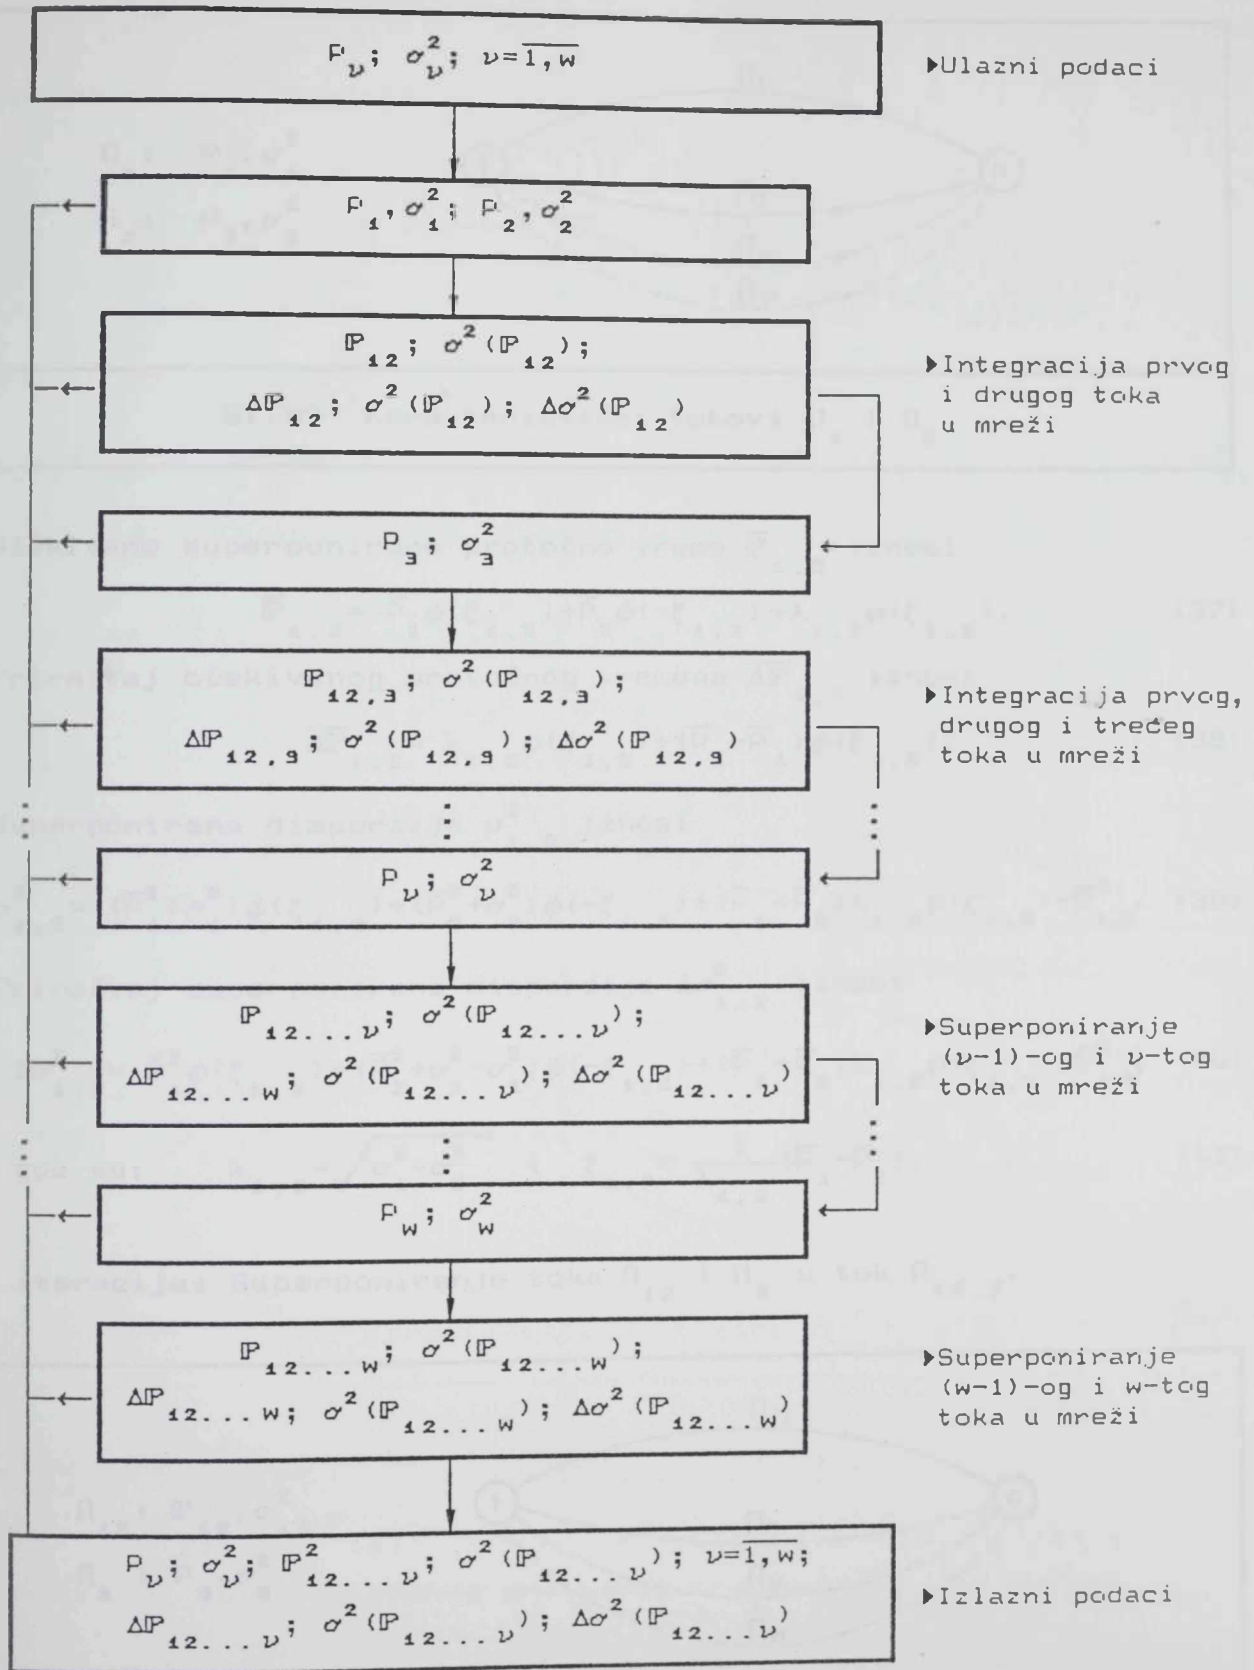 P_ν; σ²_ν; ν=1,w
▶Ulazni podaci
P_1, σ²_1; P_2, σ²_2
ℙ_12; σ²(ℙ_12);
Δℙ_12; σ²(ℙ_12); Δσ²(ℙ_12)
▶Integracija prvog
i drugog toka
u mreži
P_3; σ²_3
ℙ_12,3; σ²(ℙ_12,3);
Δℙ_12,3; σ²(ℙ_12,3); Δσ²(ℙ_12,3)
▶Integracija prvog,
drugog i trećeg
toka u mreži
P_ν; σ²_ν
ℙ_12...ν; σ²(ℙ_12...ν);
Δℙ_12...w; σ²(ℙ_12...ν); Δσ²(ℙ_12...ν)
▶Superponiranje
(ν-1)-og i ν-tog
toka u mreži
P_w; σ²_w
ℙ_12...w; σ²(ℙ_12...w);
Δℙ_12...w; σ²(ℙ_12...w); Δσ²(ℙ_12...w)
▶Superponiranje
(w-1)-og i w-tog
toka u mreži
P_ν; σ²_ν; ℙ²_12...ν; σ²(ℙ_12...ν); ν=1,w;
Δℙ_12...ν; σ²(ℙ_12...ν); Δσ²(ℙ_12...ν)
▶Izlazni podaci